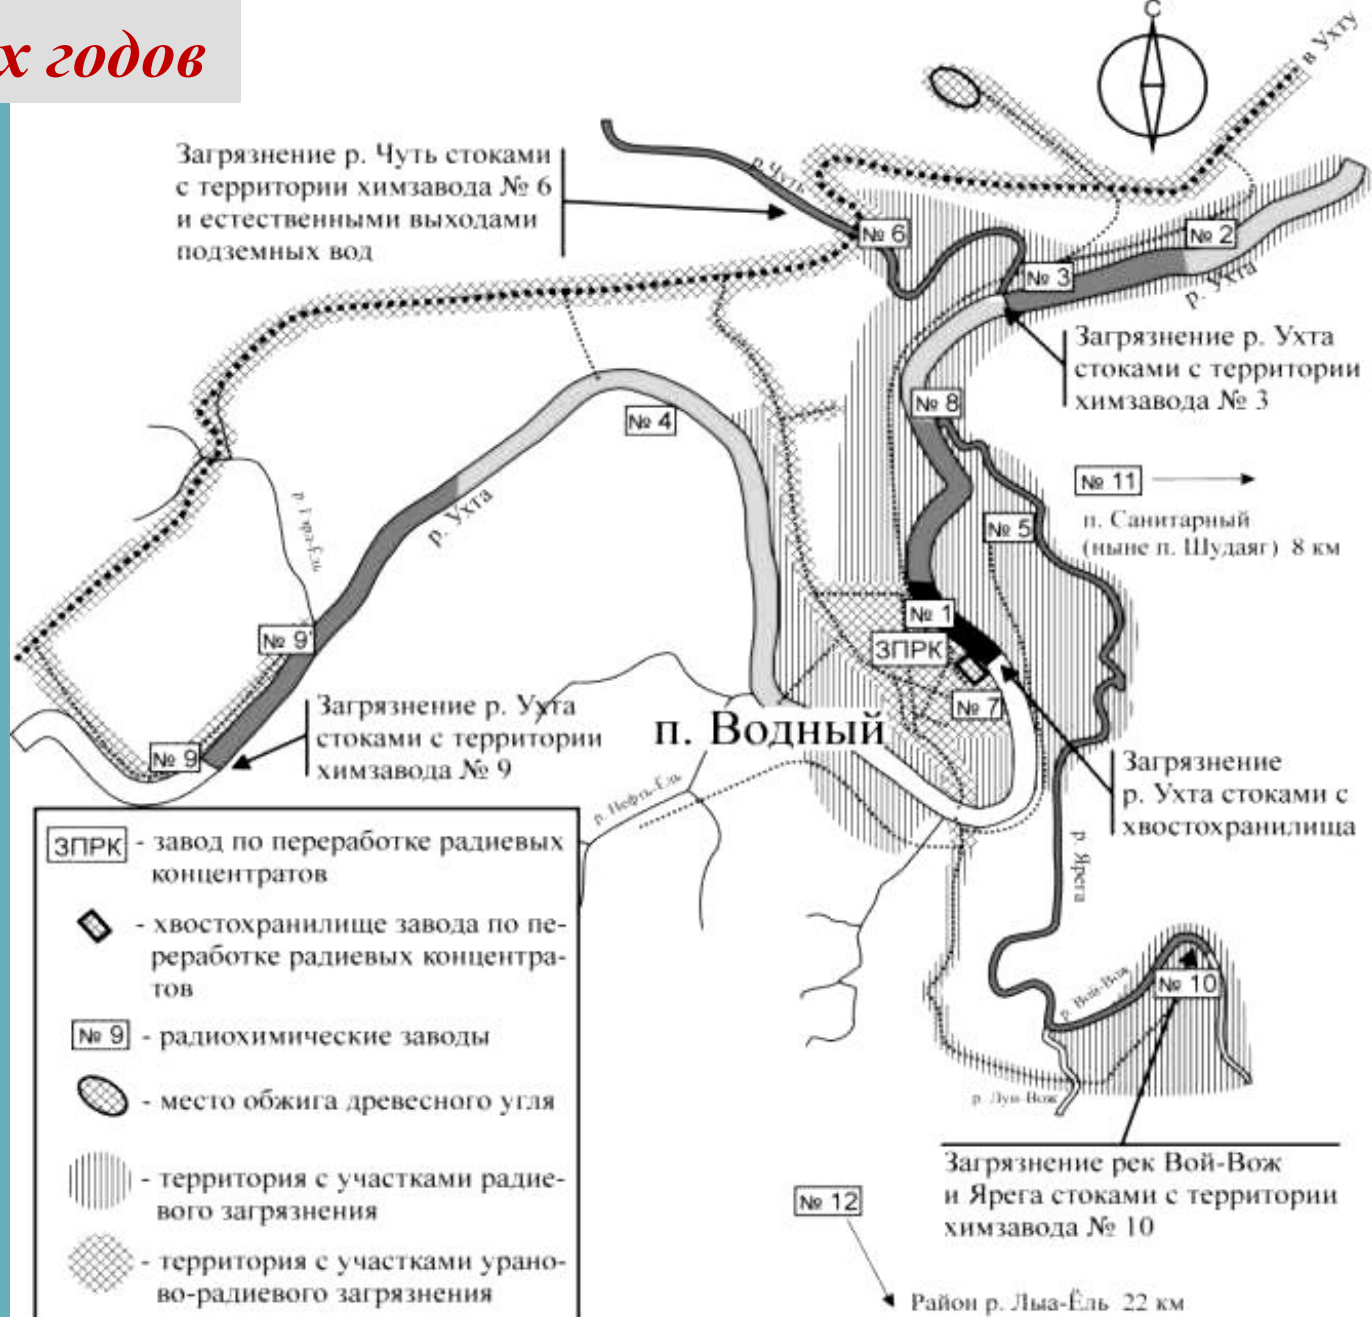 х годов
С
в Ухту
Загрязнение р. Чуть стоками
с территории химзавода № 6
и естественными выходами
подземных вод
р. Чуть
№ 6
№ 2
№ 3
р. Ухта
Загрязнение р. Ухта
стоками с территории
химзавода № 3
№ 8
№ 4
№ 11
п. Санитарный
(ныне п. Шудаяг) 8 км
р. Ухта
№ 5
№ 1
ЗПРК
№ 9'
№ 7
Загрязнение р. Ухта
стоками с территории
химзавода № 9
№ 9
п. Водный
Загрязнение
р. Ухта стоками с
хвостохранилища
р. Нефть-Ёль
р. Ярега
ЗПРК - завод по переработке радиевых
концентратов
- хвостохранилище завода по пе-
реработке радиевых концентра-
тов
№ 9 - радиохимические заводы
- место обжига древесного угля
- территория с участками радие-
вого загрязнения
- территория с участками урано-
во-радиевого загрязнения
р. Вой-Вож
№ 10
р. Лун-Вож
Загрязнение рек Вой-Вож
и Ярега стоками с территории
химзавода № 10
№ 12
Район р. Лыа-Ёль 22 км